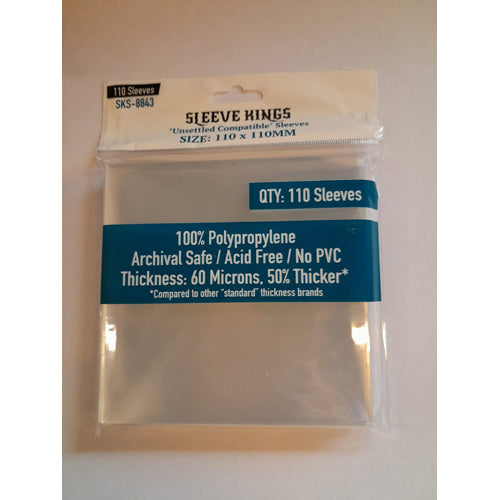 110 Sleeves
SKS-8843
SLEEVE KINGS
"Unsettled Compatible" Sleeves
SIZE: 110 x 110MM
QTY: 110 Sleeves
100% Polypropylene
Archival Safe / Acid Free / No PVC
Thickness: 60 Microns, 50% Thicker*
*Compared to other "standard" thickness brands